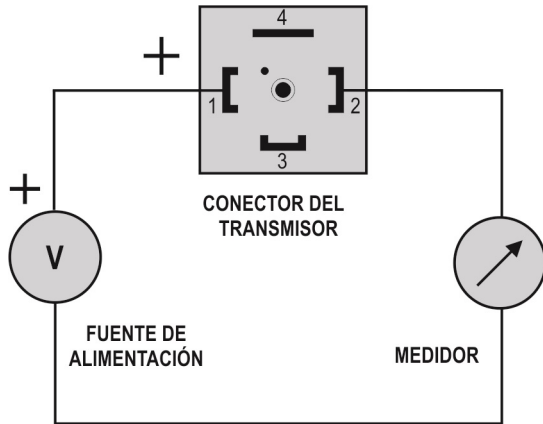 4
+
1
2
3
+
CONECTOR DEL
TRANSMISOR
V
FUENTE DE
ALIMENTACIÓN
MEDIDOR